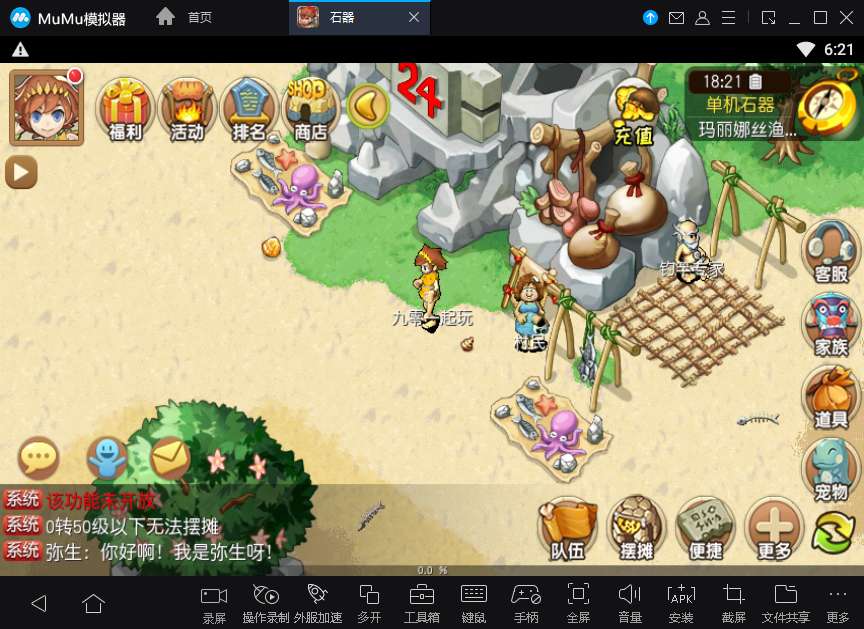 MuMu模拟器
首页
石器
6:21
24
福利
活动
排名
SHOP
商店
充值
18:21
单机石器
玛丽娜丝渔...
客服
家族
道具
宠物
九零一起玩
村民
钓竿专家
系统 该功能未开放
系统 0转50级以下无法摆摊
系统 弥生：你好啊！我是弥生呀！
队伍
摆摊
便捷
更多
0.0 %
录屏
操作录制
外服加速
多开
工具箱
键鼠
手柄
全屏
音量
APK
安装
截屏
文件共享
更多